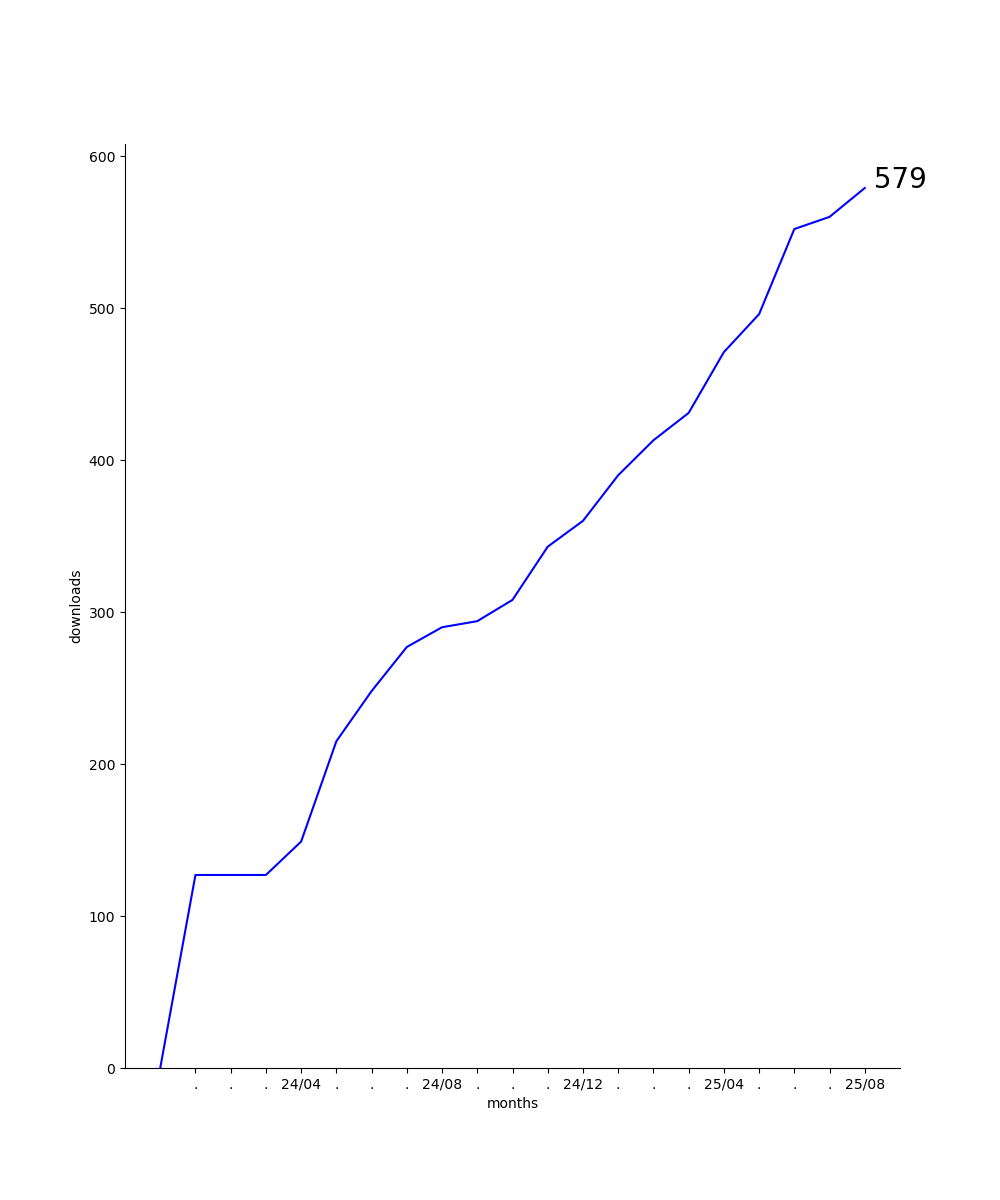 579
600
500
400
300
200
100
0
downloads
. . . 24/04 . . . 24/08 . . . 24/12 . . . 25/04 . . . 25/08
months